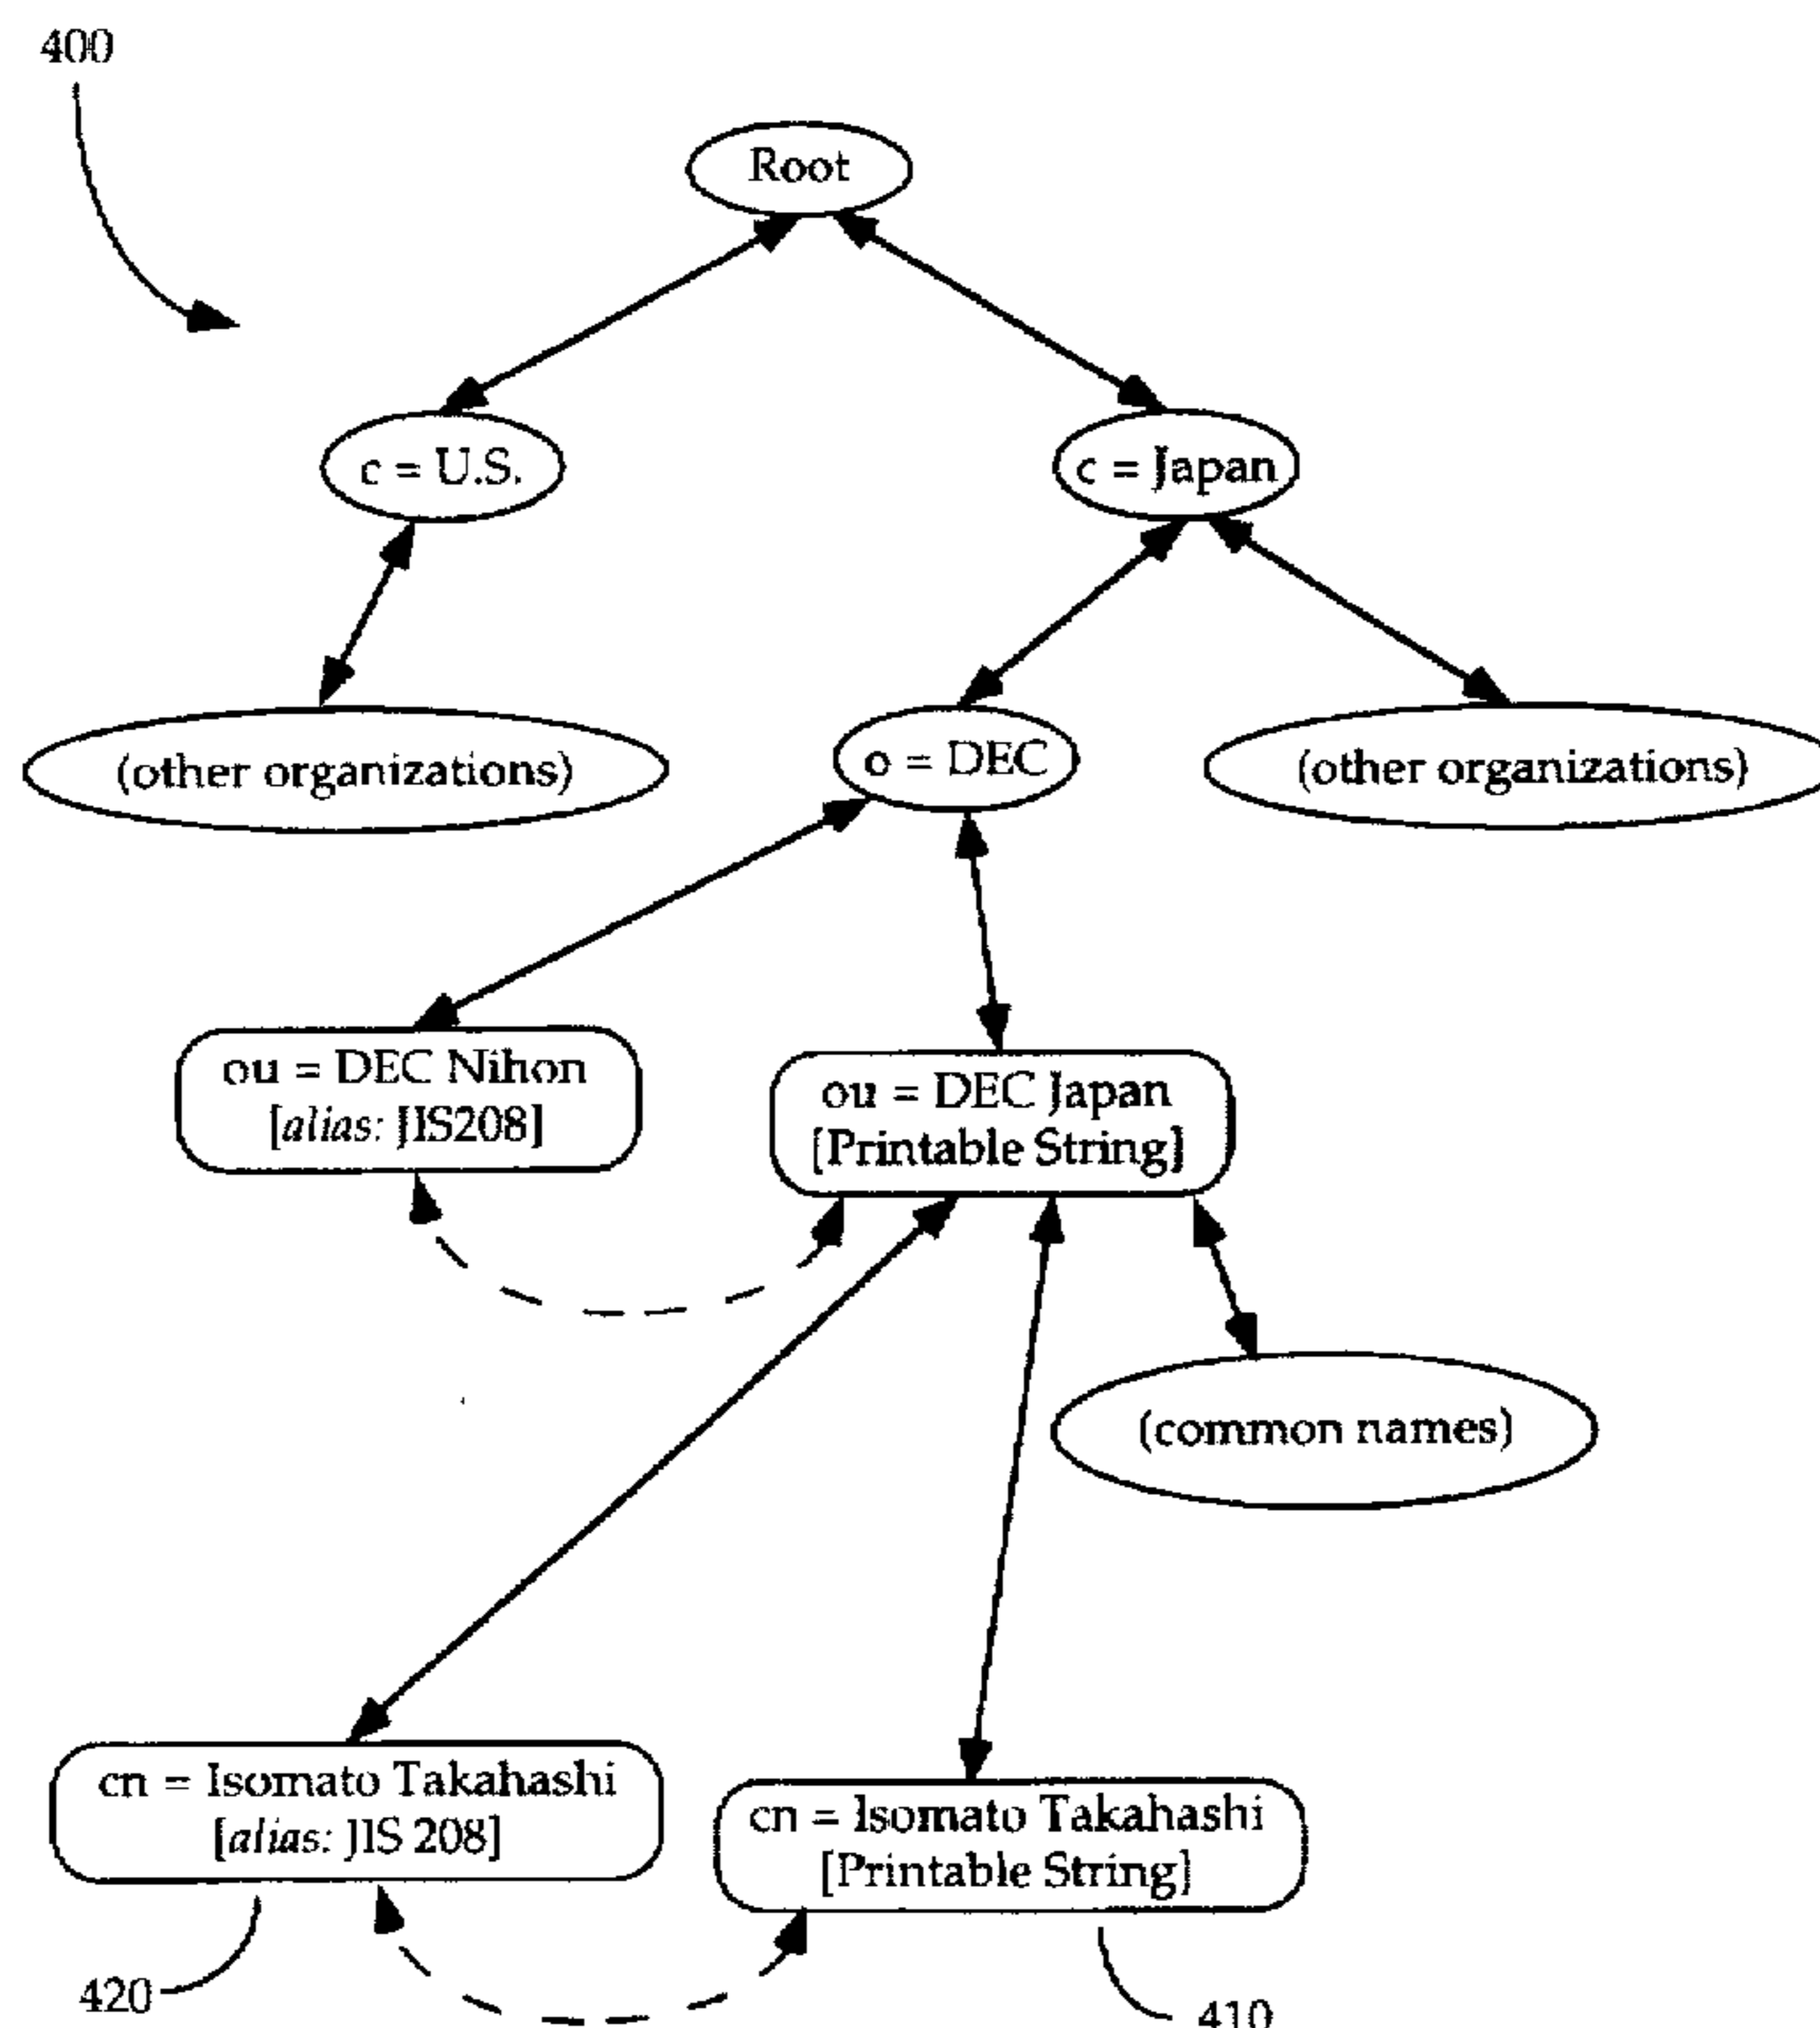 400
Root
c = U.S.
c = Japan
(other organizations)
o = DEC
(other organizations)
ou = DEC Nihon
[alias: JIS208]
ou = DEC Japan
[Printable String]
(common names)
cn = Isomato Takahashi
[alias: JIS 208]
cn = Isomato Takahashi
[Printable String]
420
410